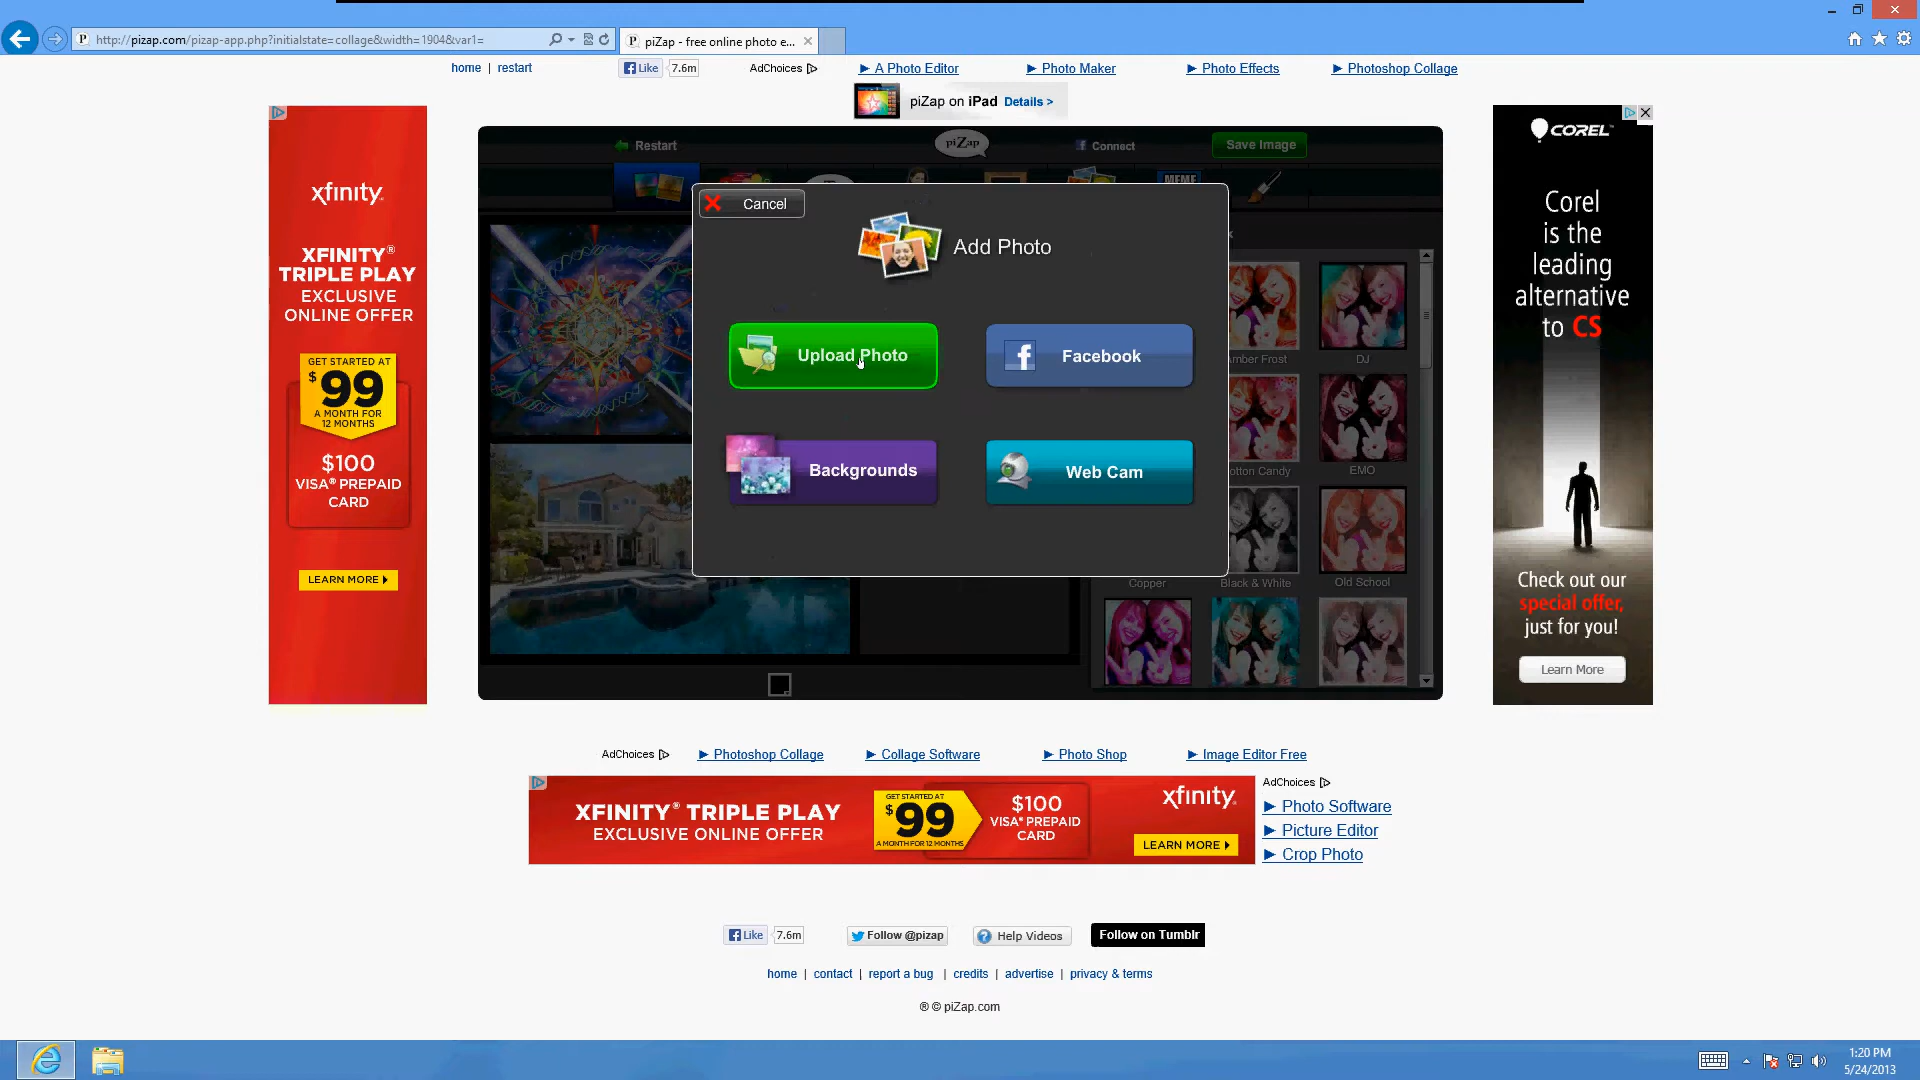 http://pizap.com/pizap-app.php?initialstate=collage&width=1904&var1=
piZap - free online photo e...
home | restart
Like 7.6m
AdChoices
► A Photo Editor
► Photo Maker
► Photo Effects
► Photoshop Collage
piZap on iPad Details >
Restart
piZap
Connect
Save Image
MEME
Cancel
Add Photo
Upload Photo
Facebook
Backgrounds
Web Cam
Amber Frost
DJ
Cotton Candy
EMO
Copper
Black & White
Old School
xfinity.
XFINITY®
TRIPLE PLAY
EXCLUSIVE
ONLINE OFFER
GET STARTED AT
$99
A MONTH FOR
12 MONTHS
$100
VISA® PREPAID
CARD
LEARN MORE
COREL™
Corel
is the
leading
alternative
to CS
Check out our
special offer,
just for you!
Learn More
AdChoices
► Photoshop Collage
► Collage Software
► Photo Shop
► Image Editor Free
XFINITY® TRIPLE PLAY
EXCLUSIVE ONLINE OFFER
GET STARTED AT
$99
A MONTH FOR 12 MONTHS
$100
VISA® PREPAID
CARD
xfinity.
LEARN MORE
AdChoices
► Photo Software
► Picture Editor
► Crop Photo
Like 7.6m
Follow @pizap
Help Videos
Follow on Tumblr
home | contact | report a bug | credits | advertise | privacy & terms
® © piZap.com
1:20 PM
5/24/2013